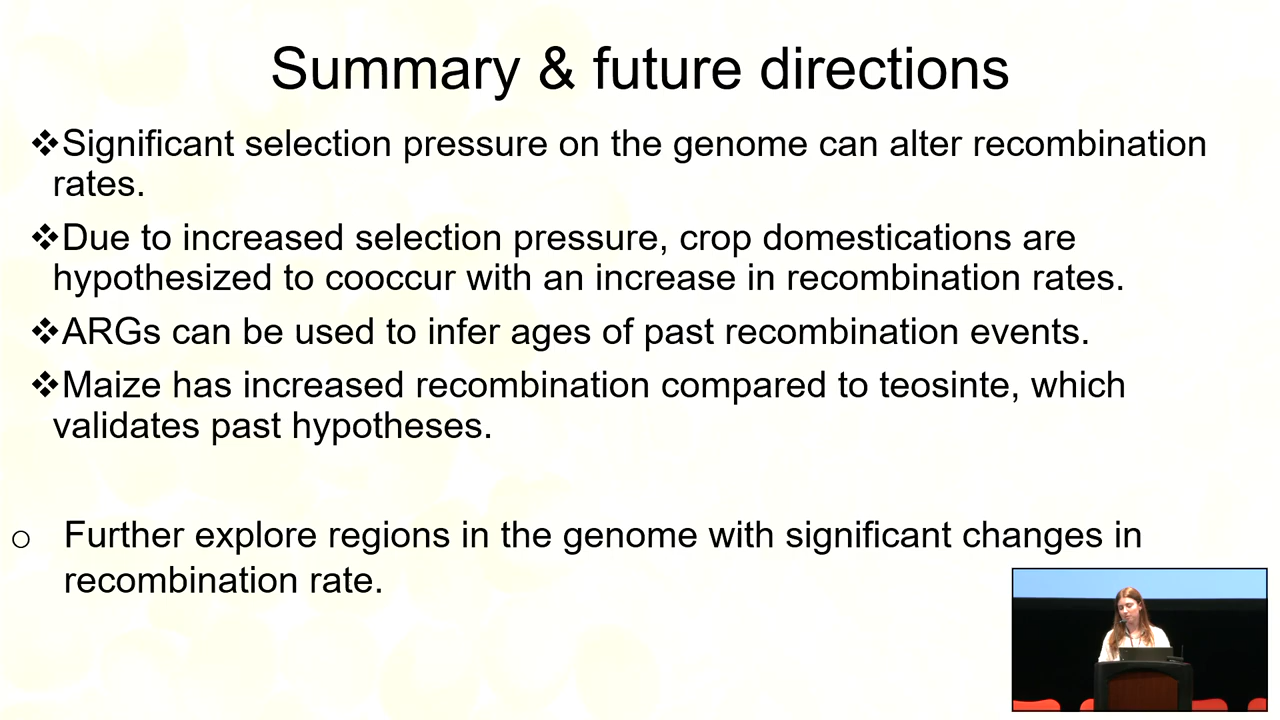 Summary & future directions
❖Significant selection pressure on the genome can alter recombination
rates.
❖Due to increased selection pressure, crop domestications are
hypothesized to cooccur with an increase in recombination rates.
❖ARGs can be used to infer ages of past recombination events.
❖Maize has increased recombination compared to teosinte, which
validates past hypotheses.
○ Further explore regions in the genome with significant changes in
recombination rate.